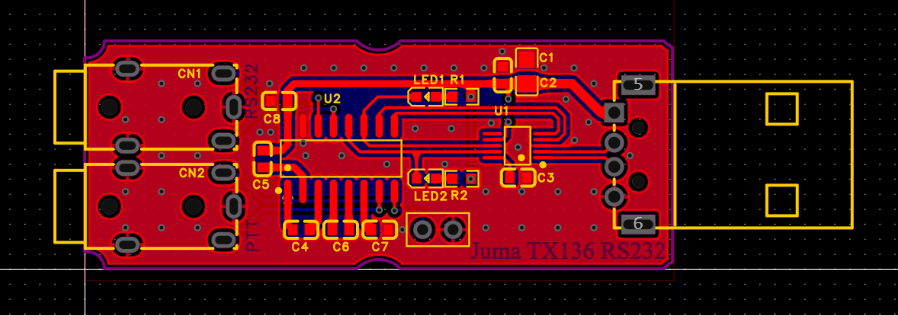 CN1
RS232
C8
U2
LED1 R1
C1
C2
U1
5
C5
CN2
PTT
C4
C6
C7
LED2 R2
C3
6
Juma TX136 RS232